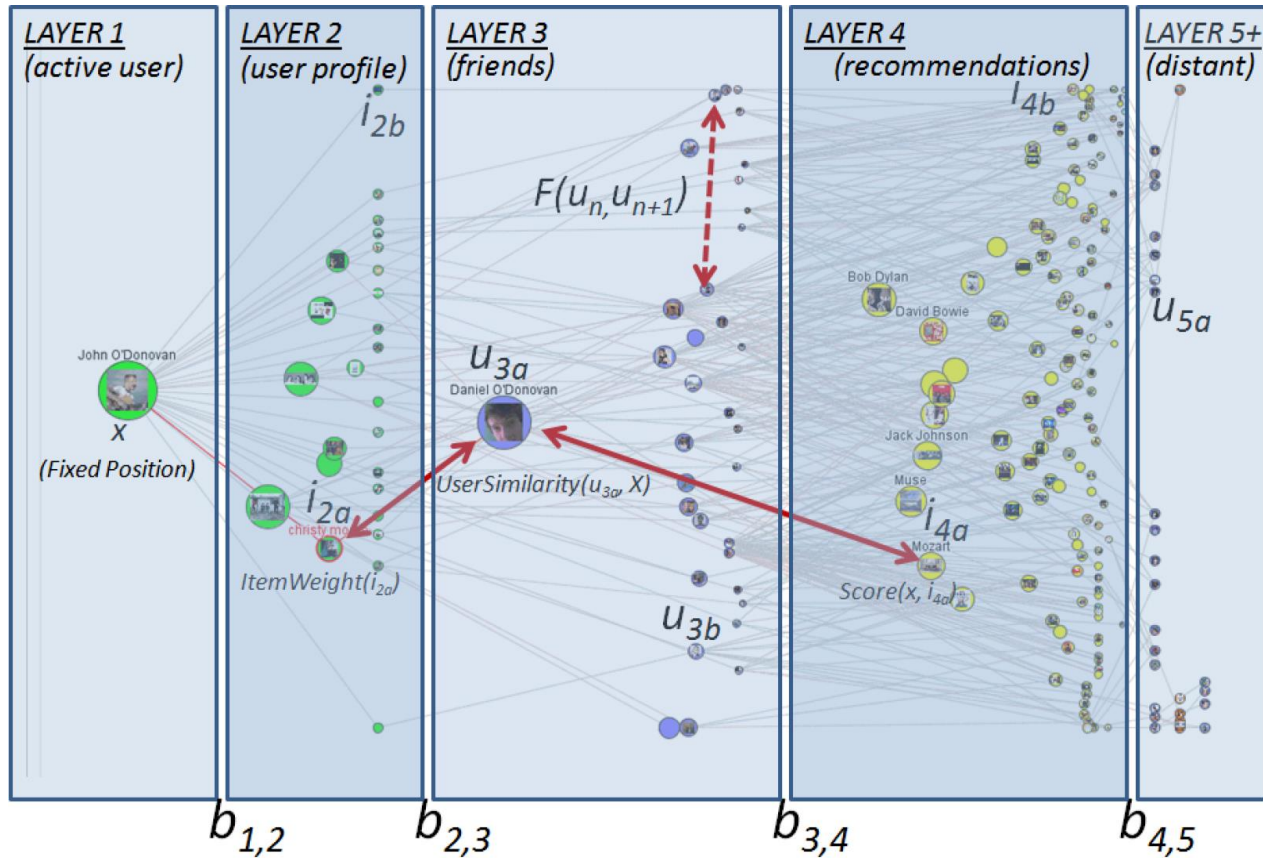 LAYER 1
(active user)
LAYER 2
(user profile)
LAYER 3
(friends)
LAYER 4
(recommendations)
LAYER 5+
(distant)
i2b
i4b
F(un,un+1)
Bob Dylan
David Bowie
u5a
John O'Donovan
u3a
Daniel O'Donovan
x
(Fixed Position)
Jack Johnson
UserSimilarity(u3a, X)
Muse
i2a
i4a
christy mo
Mozart
ItemWeight(i2a)
Score(x, i4a)
u3b
b1,2
b2,3
b3,4
b4,5